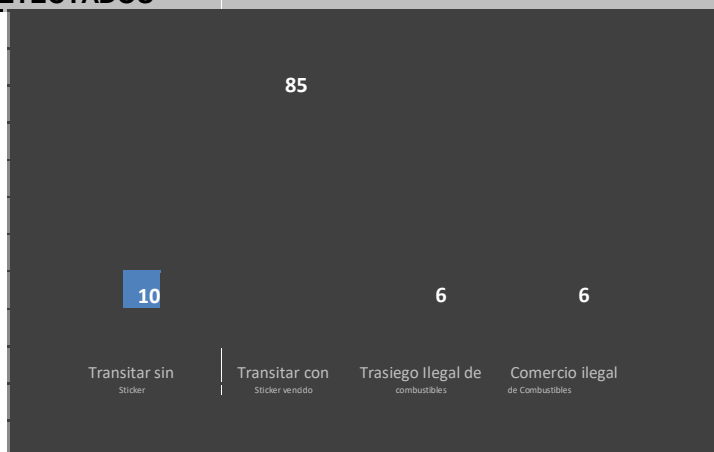 85
10
6
6
Transitar sin
Sticker
Transitar con
Sticker vencido
Trasiego Ilegal de
combustibles
Comercio ilegal
de Combustibles